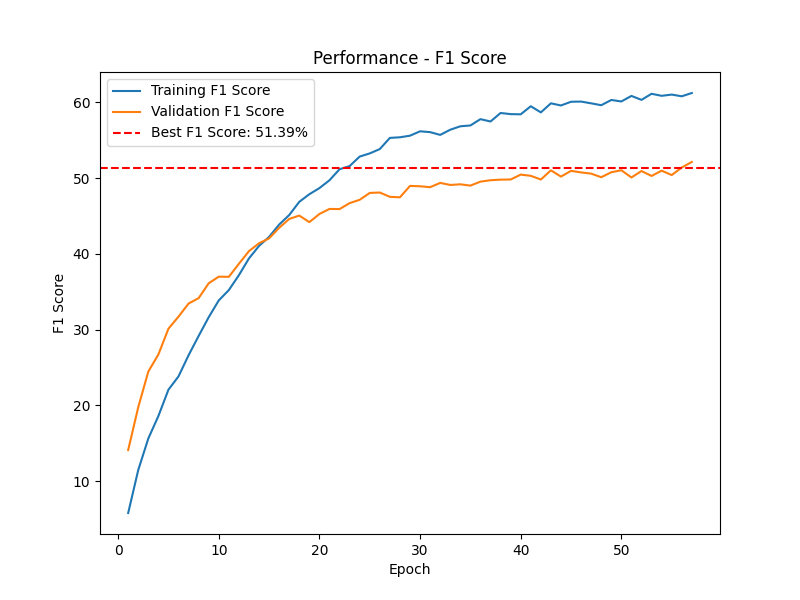 Performance - F1 Score
Training F1 Score
Validation F1 Score
Best F1 Score: 51.39%
F1 Score
60
50
40
30
20
10
0 10 20 30 40 50
Epoch